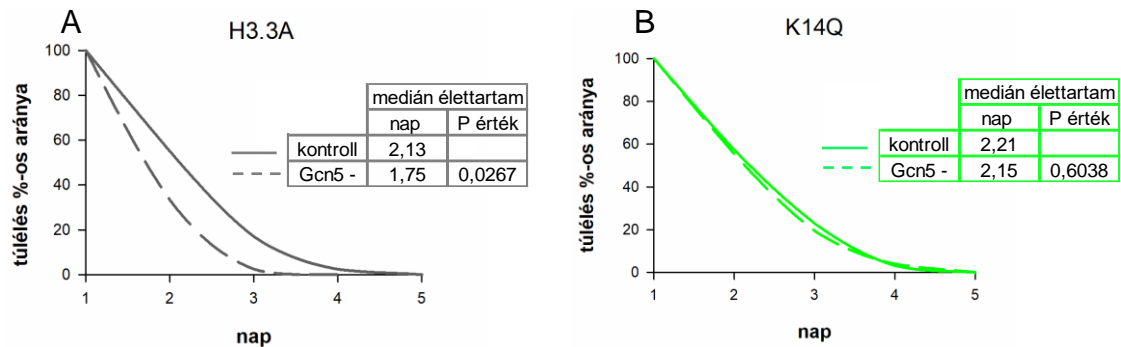 A
H3.3A
túlélés %-os aránya
100
80
60
40
20
0
1 2 3 4 5
nap
medián élettartam
nap P érték
kontroll 2,13
Gcn5 - 1,75 0,0267
B
K14Q
túlélés %-os aránya
100
80
60
40
20
0
1 2 3 4 5
nap
medián élettartam
nap P érték
kontroll 2,21
Gcn5 - 2,15 0,6038